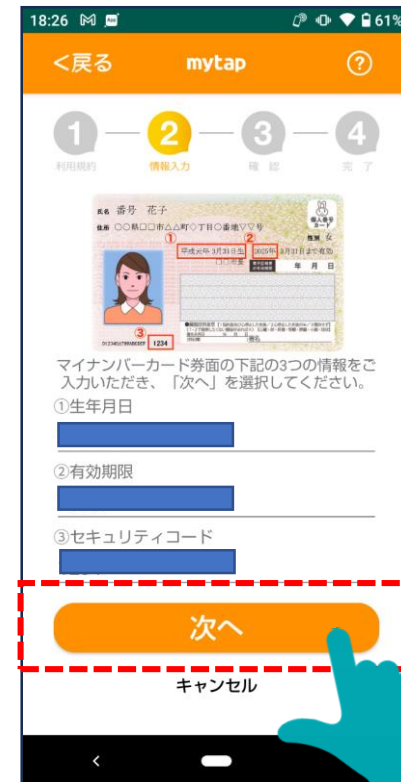 18:26 61%
<戻る mytap ?
1 2 3 4
利用規約 情報入力 確認 完了
氏名 番号 花子
住所 〇〇県□□市△△町◇丁目〇番地▽▽号
個人番号
カード
① ② 性別 女
平成元年 3月31日生 2025年 3月31日まで有効
□□市長
年 月 日
③
0123456789ABCDEF 1234
マイナンバーカード券面の下記の3つの情報をご
入力いただき、「次へ」を選択してください。
①生年月日
②有効期限
③セキュリティコード
次へ
キャンセル